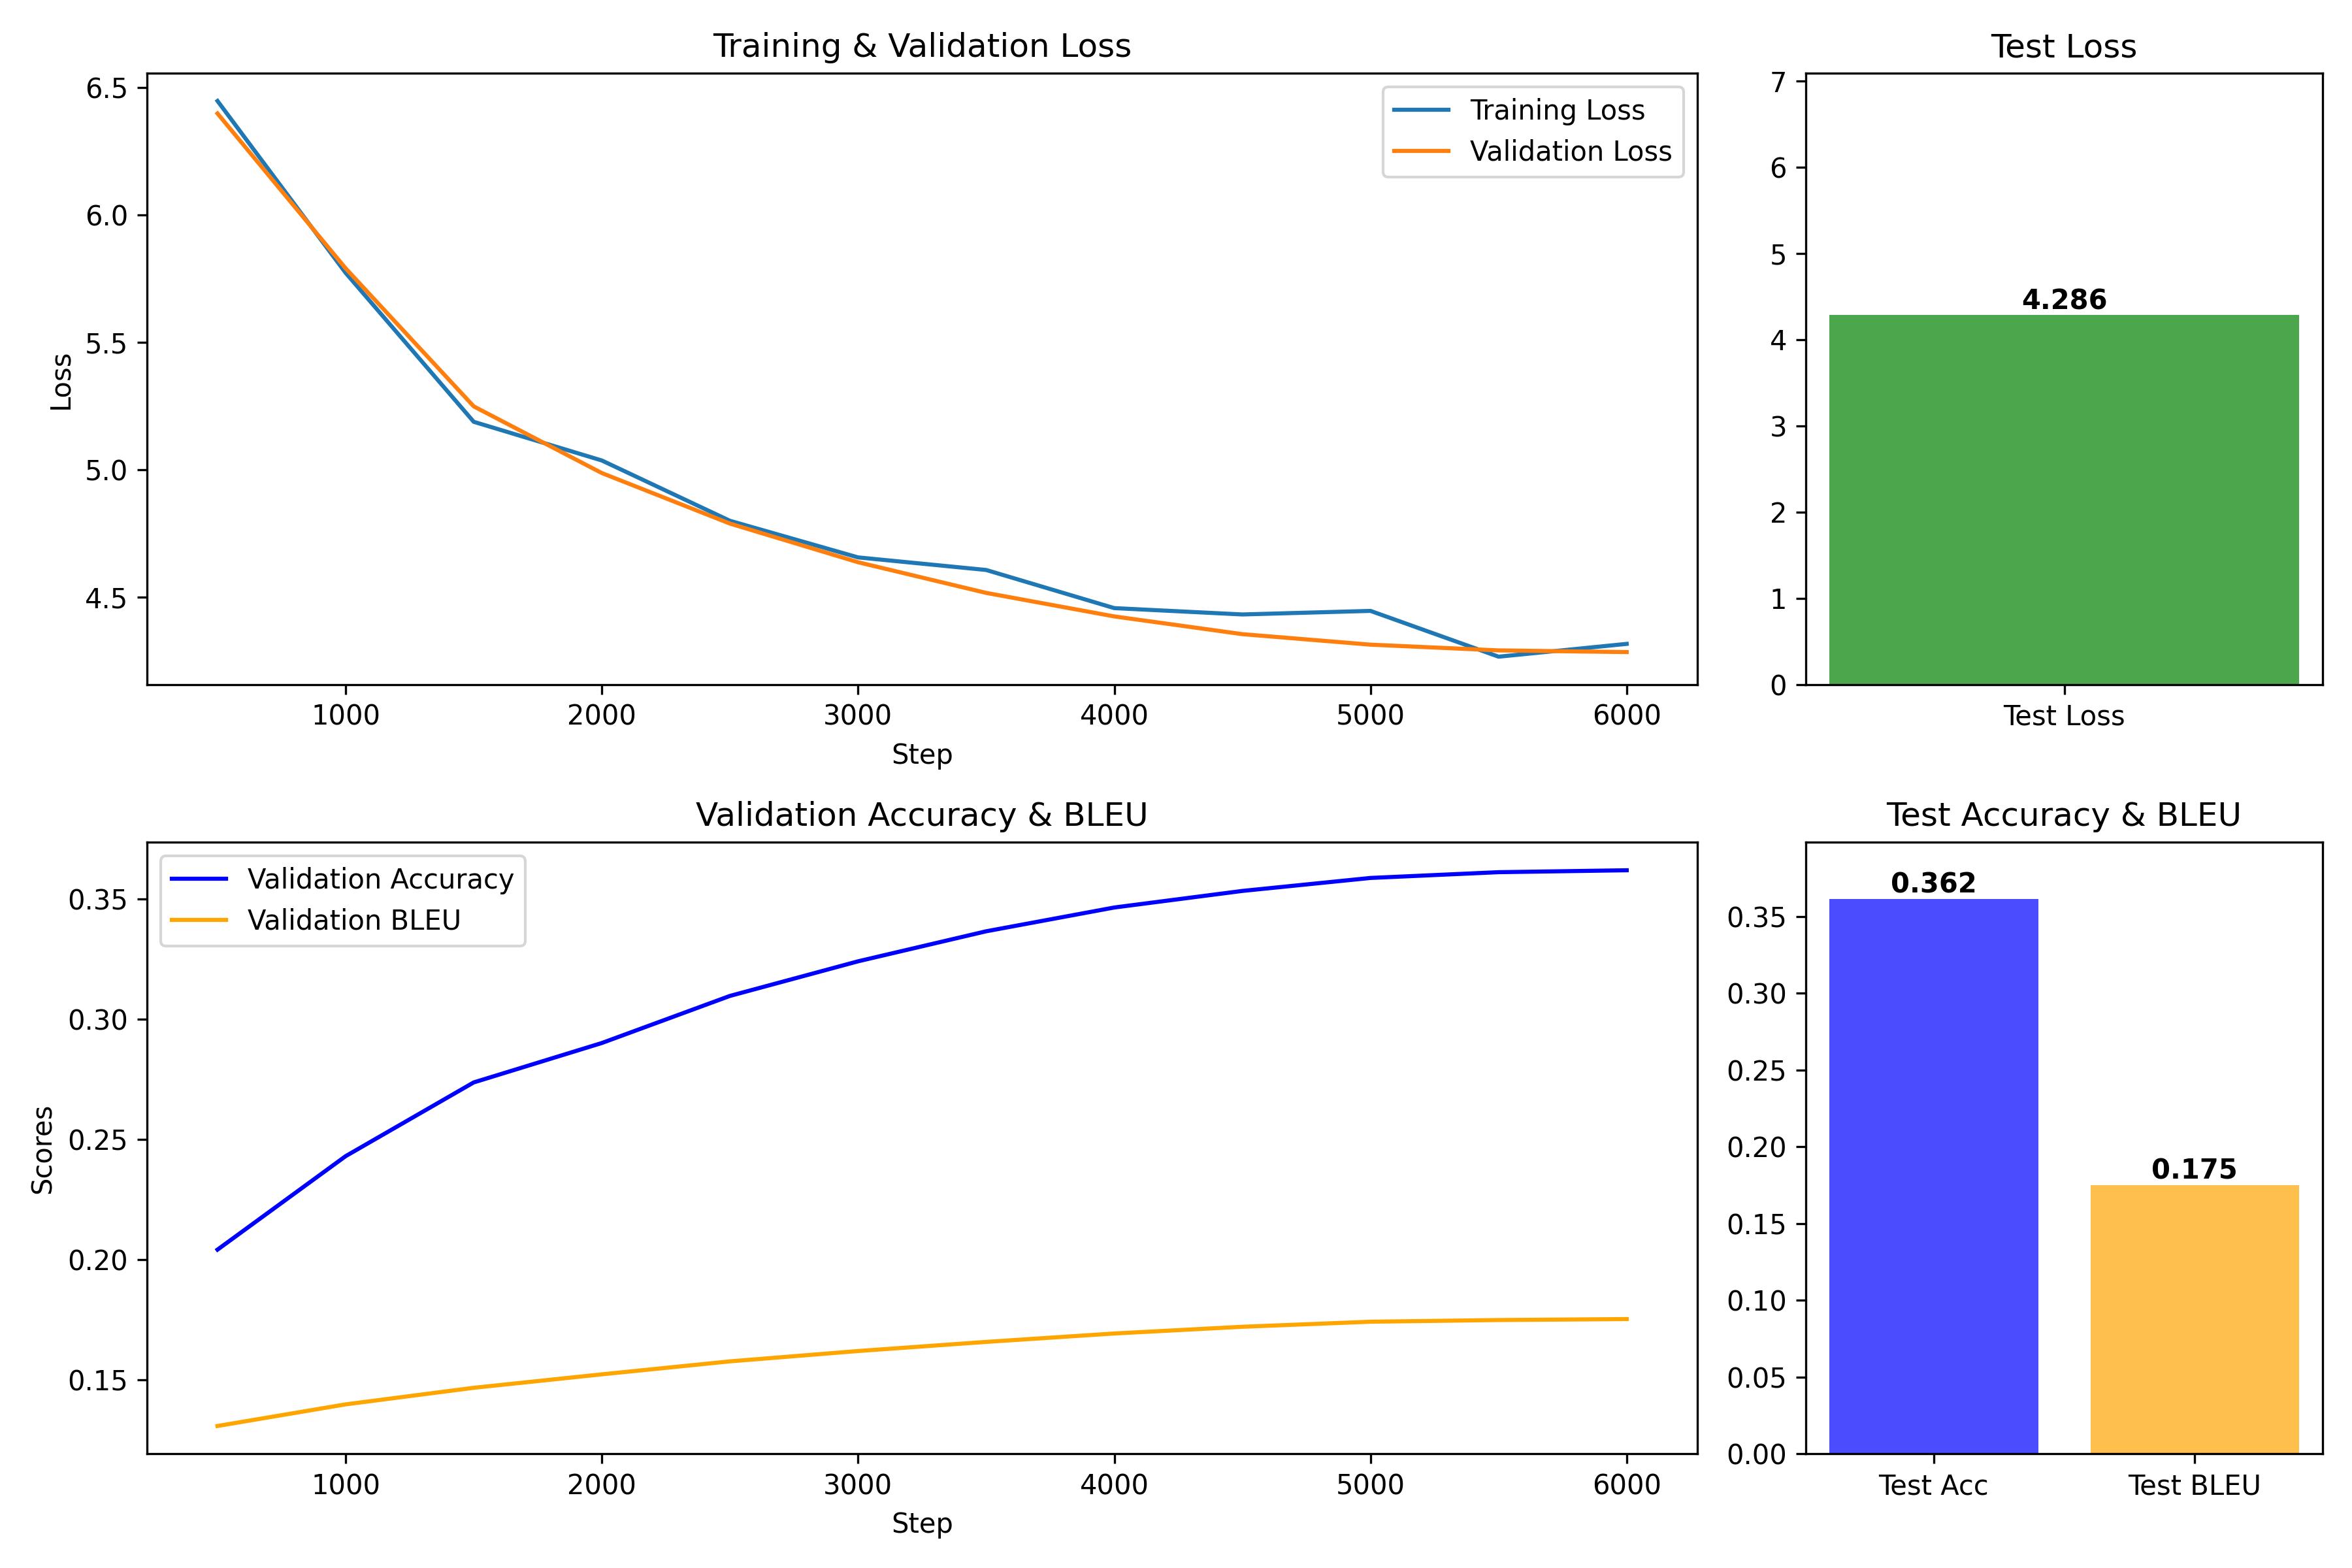 Training & Validation Loss
6.5
6.0
5.5
5.0
4.5
Loss
Training Loss
Validation Loss
1000 2000 3000 4000 5000 6000
Step
Test Loss
7
6
5
4
3
2
1
0
4.286
Test Loss
Validation Accuracy & BLEU
0.35
0.30
0.25
0.20
0.15
Scores
Validation Accuracy
Validation BLEU
1000 2000 3000 4000 5000 6000
Step
Test Accuracy & BLEU
0.35
0.30
0.25
0.20
0.15
0.10
0.05
0.00
0.362
0.175
Test Acc Test BLEU